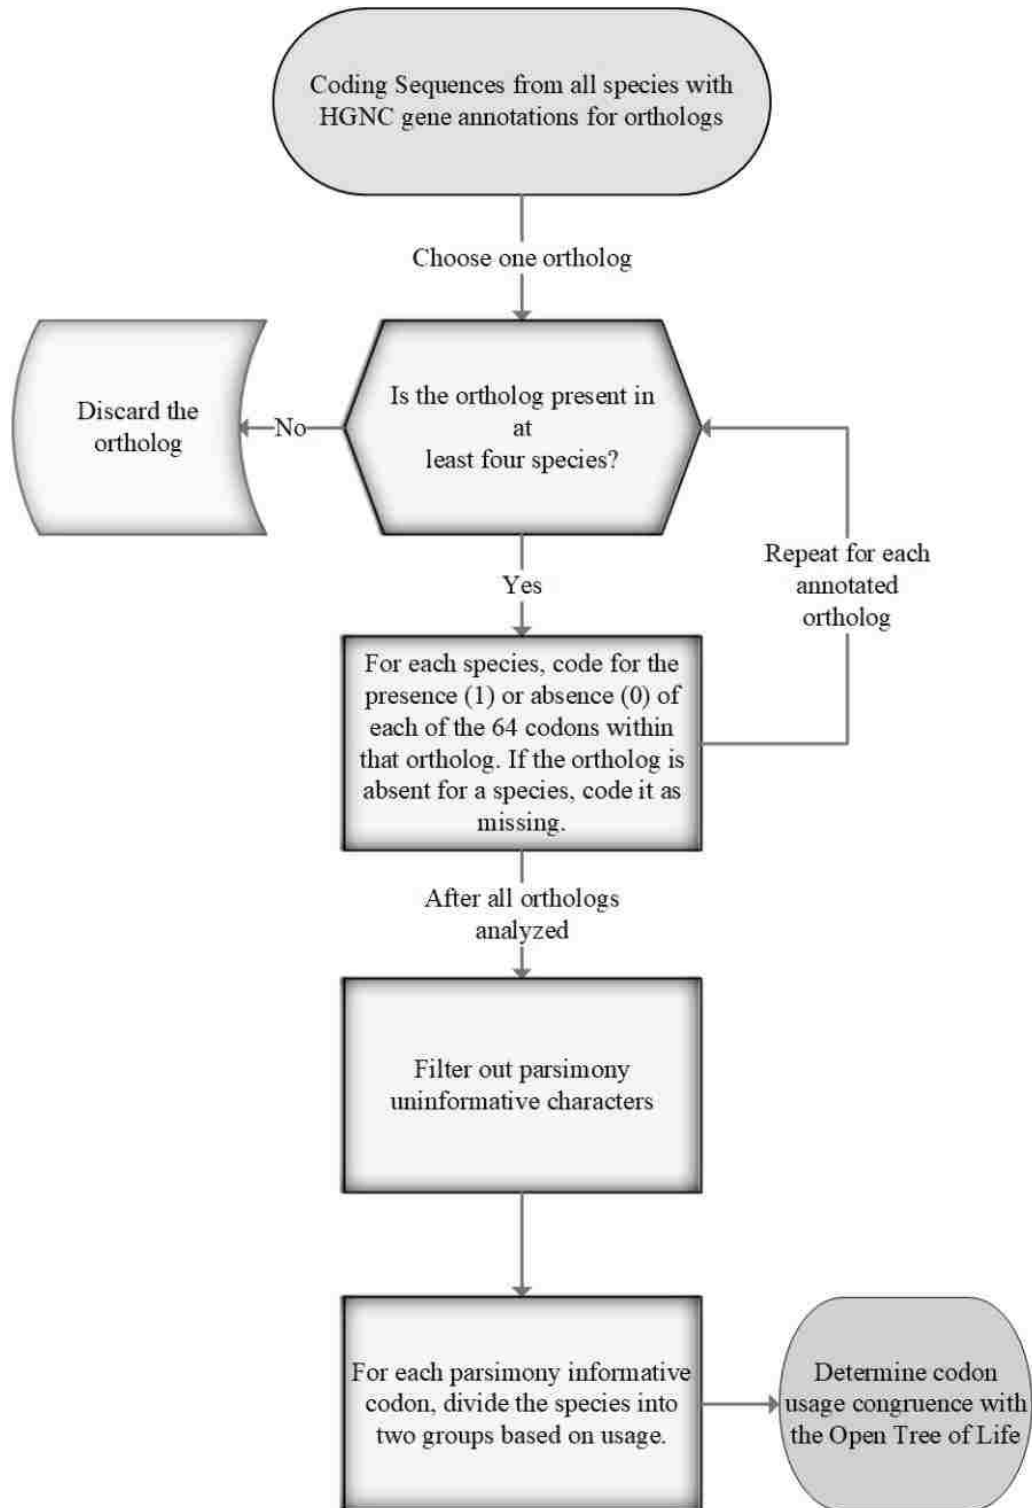 Coding Sequences from all species with
HGNC gene annotations for orthologs
Choose one ortholog
Is the ortholog present in
at
least four species?
No
Discard the
ortholog
Yes
Repeat for each
annotated
ortholog
For each species, code for the
presence (1) or absence (0) of
each of the 64 codons within
that ortholog. If the ortholog is
absent for a species, code it as
missing.
After all orthologs
analyzed
Filter out parsimony
uninformative characters
For each parsimony informative
codon, divide the species into
two groups based on usage.
Determine codon
usage congruence with
the Open Tree of Life